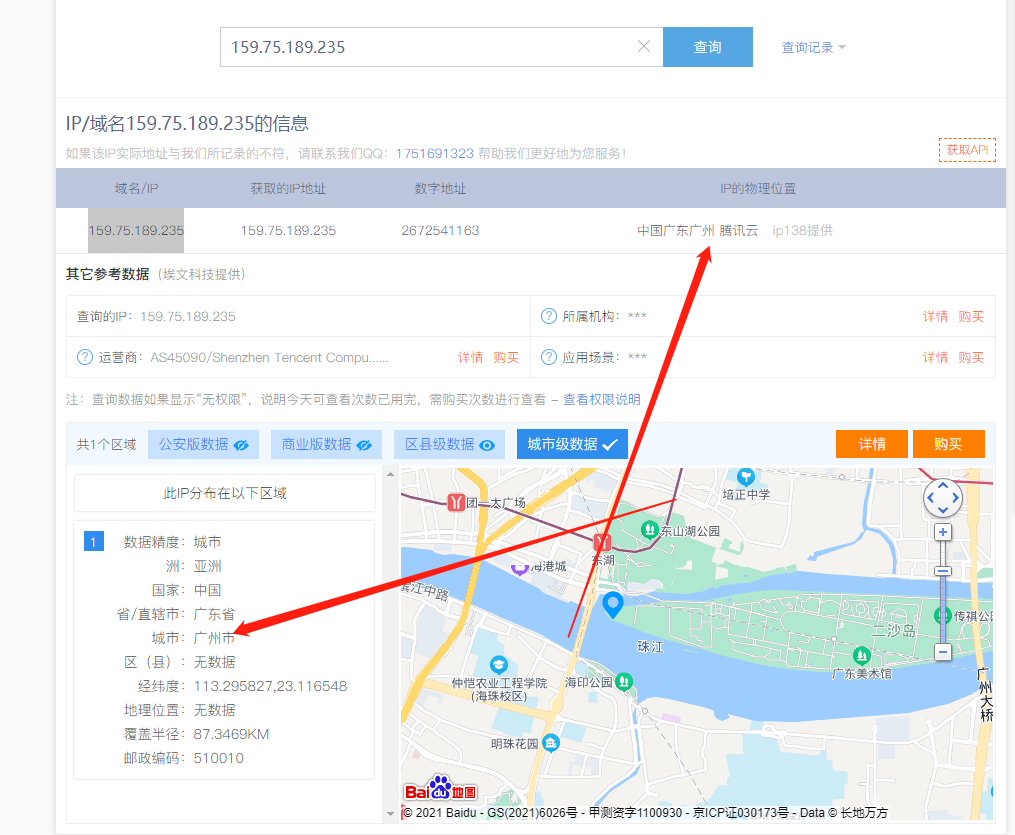 159.75.189.235
查询
查询记录
IP/域名159.75.189.235的信息
如果该IP实际地址与我们所记录的不符，请联系我们QQ：1751691323 帮助我们更好地为您服务！
获取API
域名/IP 获取的IP地址 数字地址 IP的物理位置
159.75.189.235 159.75.189.235 2672541163 中国广东广州 腾讯云 ip138提供
其它参考数据（埃文科技提供）
查询的IP：159.75.189.235
? 所属机构：*** 详情 购买
? 运营商：AS45090/Shenzhen Tencent Compu...... 详情 购买
? 应用场景：*** 详情 购买
注：查询数据如果显示“无权限”，说明今天可查看次数已用完，需购买次数进行查看 - 查看权限说明
共1个区域 公安版数据 商业版数据 区县级数据 城市级数据 详情 购买
此IP分布在以下区域
1 数据精度：城市
洲：亚洲
国家：中国
省/直辖市：广东省
城市：广州市
区（县）：无数据
经纬度：113.295827,23.116548
地理位置：无数据
覆盖半径：87.3469KM
邮政编码：510010
团一大广场
培正中学
东山湖公园
东湖
海港城
滨江中路
传祺公园
二沙岛
珠江
广东美术馆
仲恺农业工程学院
(海珠校区)
海印公园
广州大桥
明珠花园
Bai du 地图
© 2021 Baidu - GS(2021)6026号 - 甲测资字1100930 - 京ICP证030173号 - Data © 长地万方